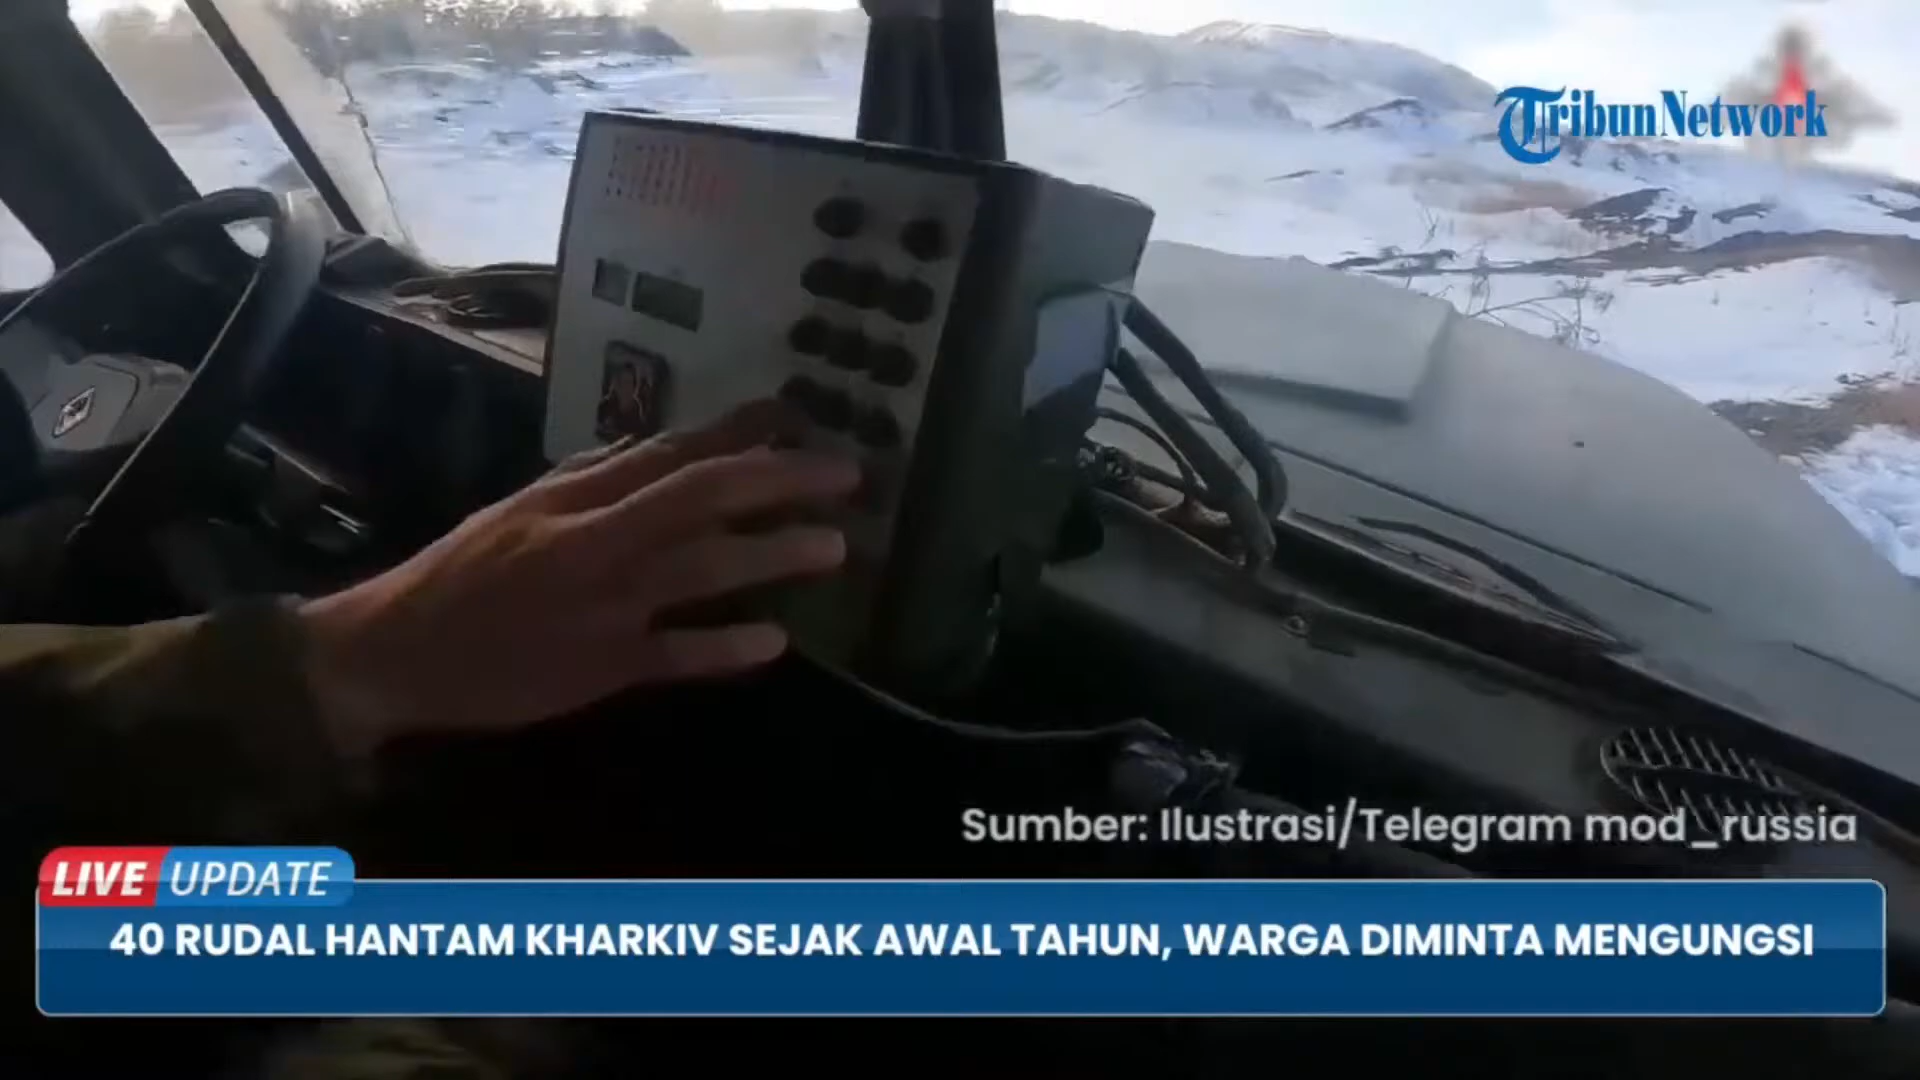 TribunNetwork
Sumber: Ilustrasi/Telegram mod_russia
LIVE UPDATE
40 RUDAL HANTAM KHARKIV SEJAK AWAL TAHUN, WARGA DIMINTA MENGUNGSI